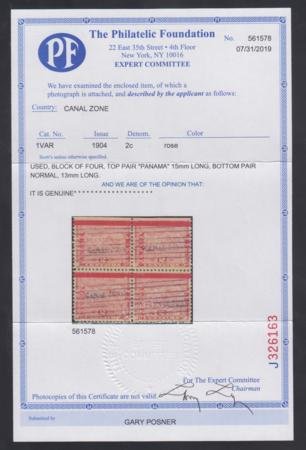 The Philatelic Foundation
22 East 35th Street • 4th Floor
New York, NY 10016
EXPERT COMMITTEE
No. 561578
07/31/2019
PF
We have examined the enclosed item, of which a
photograph is attached, and described by the applicant as follows:
Country: CANAL ZONE
Cat. No. Issue Denom. Color
1VAR 1904 2c rose
Scott's unless otherwise specified.
USED, BLOCK OF FOUR, TOP PAIR "PANAMA" 15mm LONG, BOTTOM PAIR
NORMAL, 13mm LONG.
AND WE ARE OF THE OPINION THAT:
IT IS GENUINE
561578
J326163
For the Expert Committee
Chairman
Photocopies of this Certificate are not valid
Submitted by
GARY POSNER